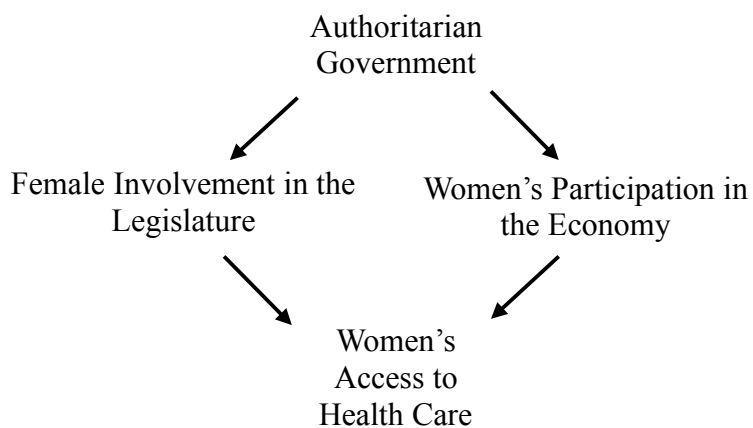 Authoritarian
Government
Female Involvement in the
Legislature
Women’s Participation in
the Economy
Women’s
Access to
Health Care